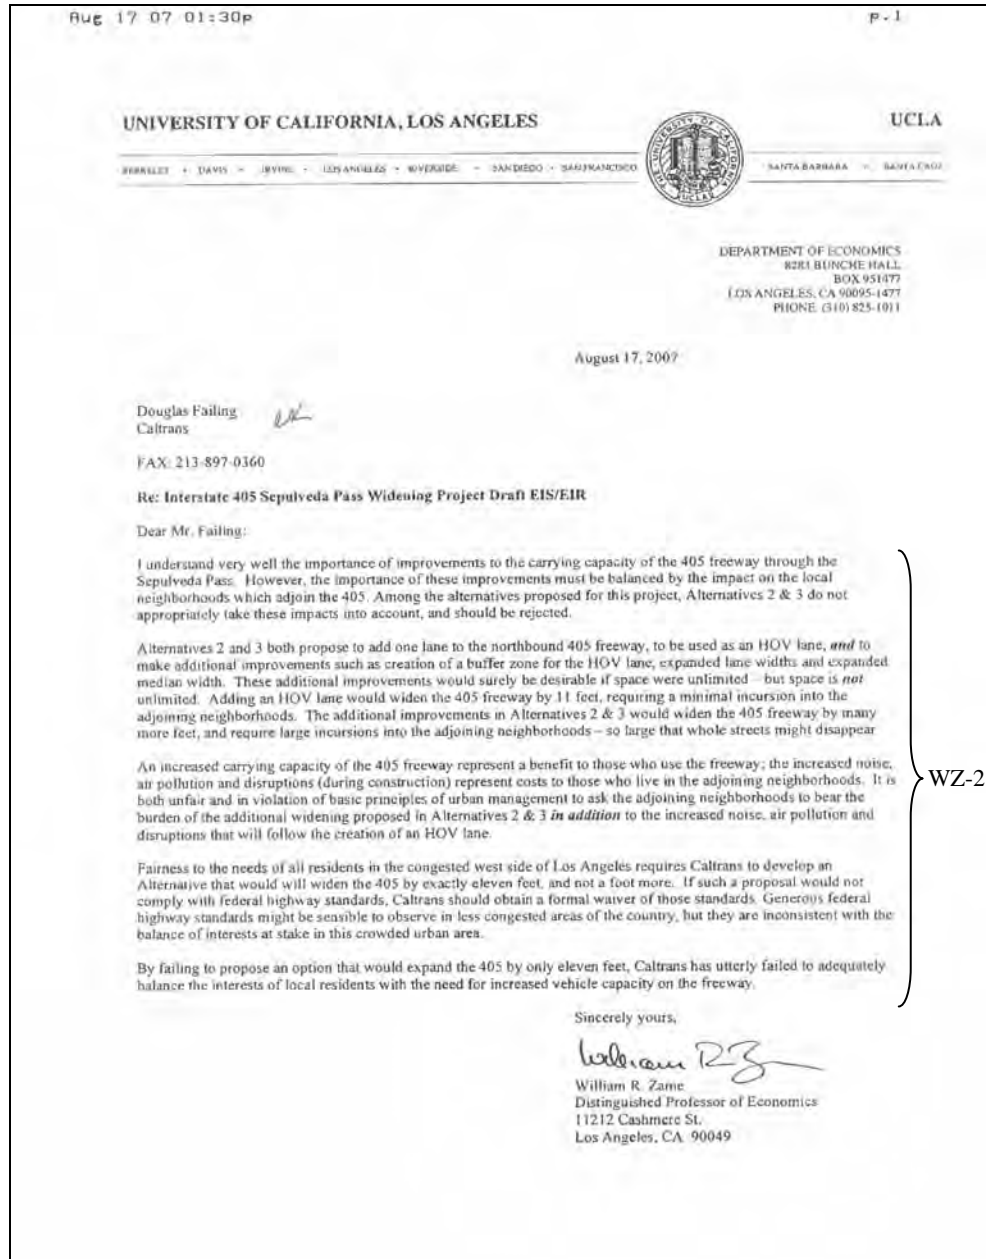 Aug 17 07 01:30p p.1
UNIVERSITY OF CALIFORNIA, LOS ANGELES UCLA
BERKELEY • DAVIS • IRVINE • LOS ANGELES • RIVERSIDE • SAN DIEGO • SAN FRANCISCO SANTA BARBARA • SANTA CRUZ
THE UNIVERSITY OF CALIFORNIA
UCLA
DEPARTMENT OF ECONOMICS
8283 BUNCHE HALL
BOX 951477
LOS ANGELES, CA 90095-1477
PHONE: (310) 825-1011
August 17, 2007
Douglas Failing
Caltrans
FAX: 213-897-0360
Re: Interstate 405 Sepulveda Pass Widening Project Draft EIS/EIR
Dear Mr. Failing:
I understand very well the importance of improvements to the carrying capacity of the 405 freeway through the
Sepulveda Pass. However, the importance of these improvements must be balanced by the impact on the local
neighborhoods which adjoin the 405. Among the alternatives proposed for this project, Alternatives 2 & 3 do not
appropriately take these impacts into account, and should be rejected.
Alternatives 2 and 3 both propose to add one lane to the northbound 405 freeway, to be used as an HOV lane, and to
make additional improvements such as creation of a buffer zone for the HOV lane, expanded lane widths and expanded
median width. These additional improvements would surely be desirable if space were unlimited – but space is not
unlimited. Adding an HOV lane would widen the 405 freeway by 11 feet, requiring a minimal incursion into the
adjoining neighborhoods. The additional improvements in Alternatives 2 & 3 would widen the 405 freeway by many
more feet, and require large incursions into the adjoining neighborhoods – so large that whole streets might disappear
An increased carrying capacity of the 405 freeway represent a benefit to those who use the freeway; the increased noise,
air pollution and disruptions (during construction) represent costs to those who live in the adjoining neighborhoods. It is
both unfair and in violation of basic principles of urban management to ask the adjoining neighborhoods to bear the
burden of the additional widening proposed in Alternatives 2 & 3 in addition to the increased noise, air pollution and
disruptions that will follow the creation of an HOV lane.
WZ-2
Fairness to the needs of all residents in the congested west side of Los Angeles requires Caltrans to develop an
Alternative that would will widen the 405 by exactly eleven feet, and not a foot more. If such a proposal would not
comply with federal highway standards, Caltrans should obtain a formal waiver of those standards. Generous federal
highway standards might be sensible to observe in less congested areas of the country, but they are inconsistent with the
balance of interests at stake in this crowded urban area.
By failing to propose an option that would expand the 405 by only eleven feet, Caltrans has utterly failed to adequately
balance the interests of local residents with the need for increased vehicle capacity on the freeway.
Sincerely yours,
William R. Zame
Distinguished Professor of Economics
11212 Cashmere St.
Los Angeles, CA 90049